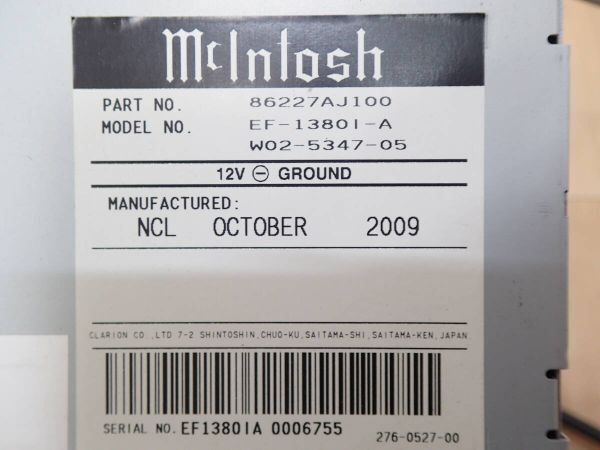 McIntosh
PART NO. 86227AJ100
MODEL NO. EF-1380I-A
W02-5347-05
12V ⊖ GROUND
MANUFACTURED:
NCL OCTOBER 2009
CLARION CO.,LTD 7-2 SHINTOSHIN,CHUO-KU,SAITAMA-SHI,SAITAMA-KEN,JAPAN
SERIAL NO. EF1380IA 0006755
276-0527-00